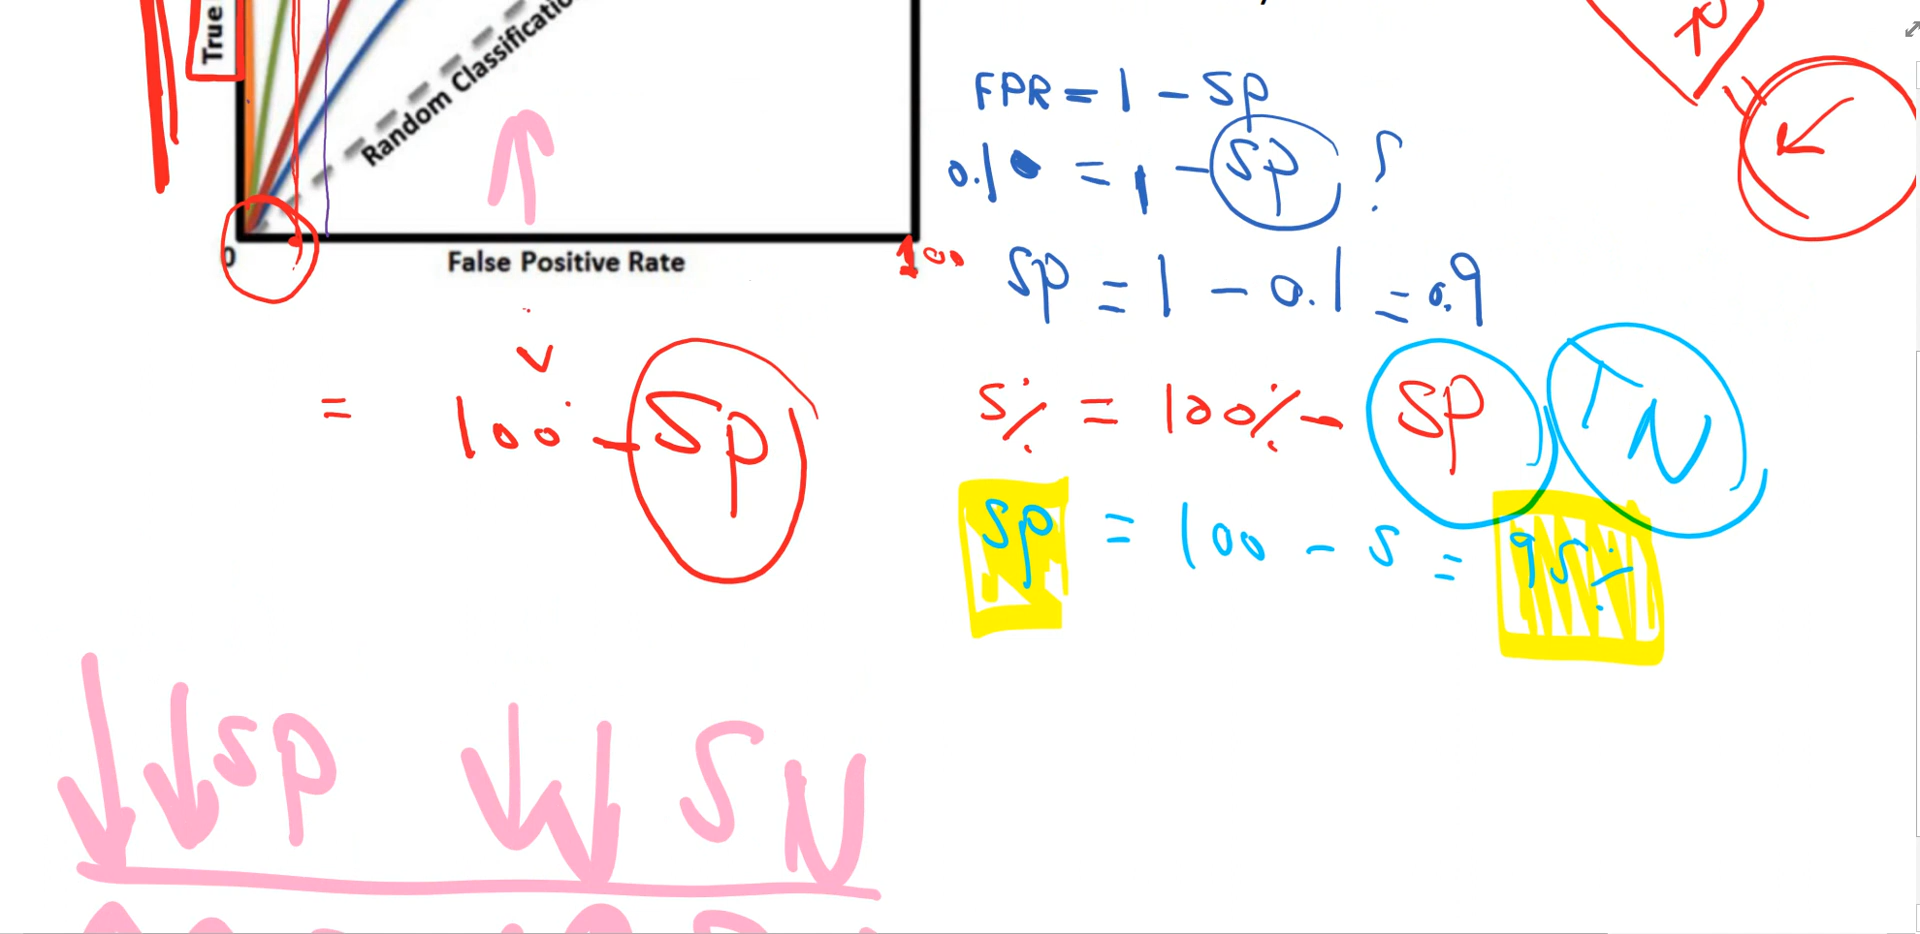 True
Random Classificatio
0
False Positive Rate
100
= 100 - Sp
FPR = 1 - Sp
0.1 = 1 - Sp ?
Sp = 1 - 0.1 = 0.9
5% = 100% - SP TN
Sp = 100 - 5 = 95%
SP SN